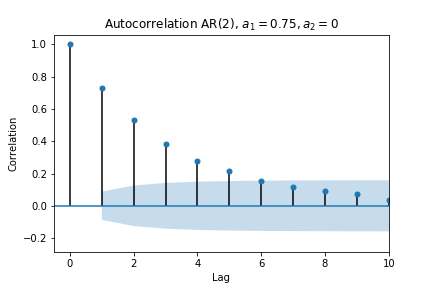 Autocorrelation AR(2), $a_1 = 0.75, a_2 = 0$
1.0
0.8
0.6
0.4
0.2
0.0
−0.2
Correlation
0 2 4 6 8 10
Lag